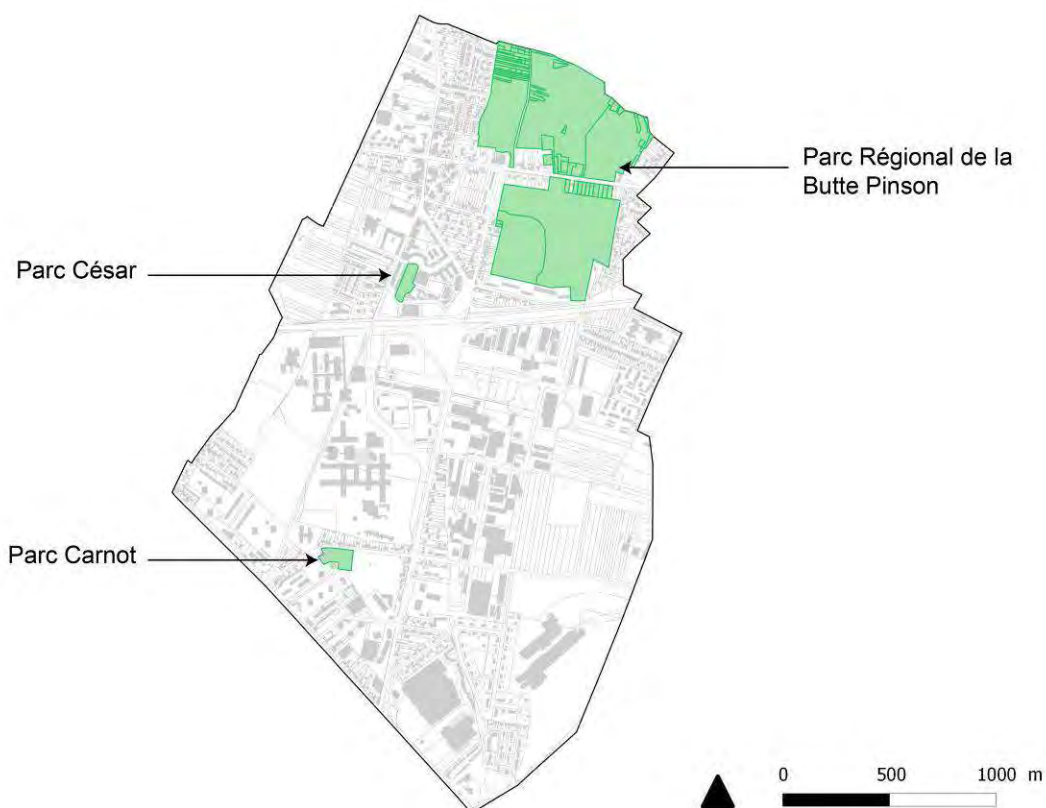 Parc Régional de la
Butte Pinson
Parc César
Parc Carnot
0 500 1000 m